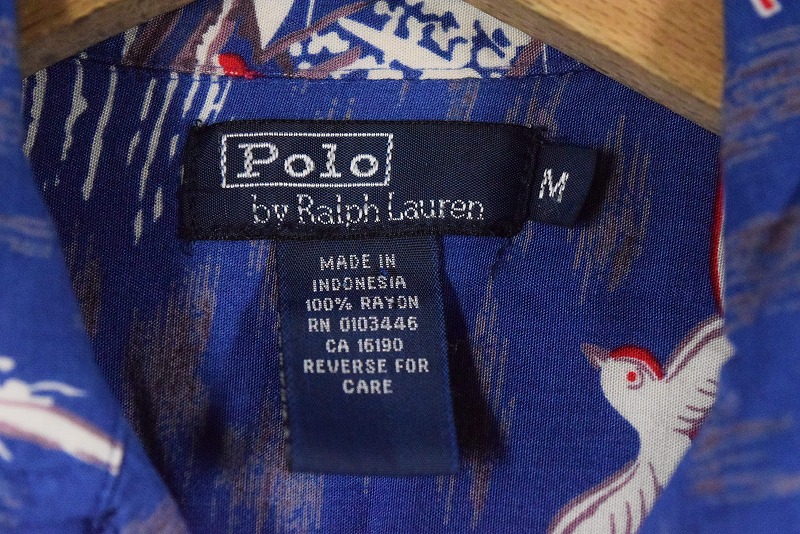 Polo
by Ralph Lauren
M
MADE IN
INDONESIA
100% RAYON
RN 0103446
CA 16190
REVERSE FOR
CARE